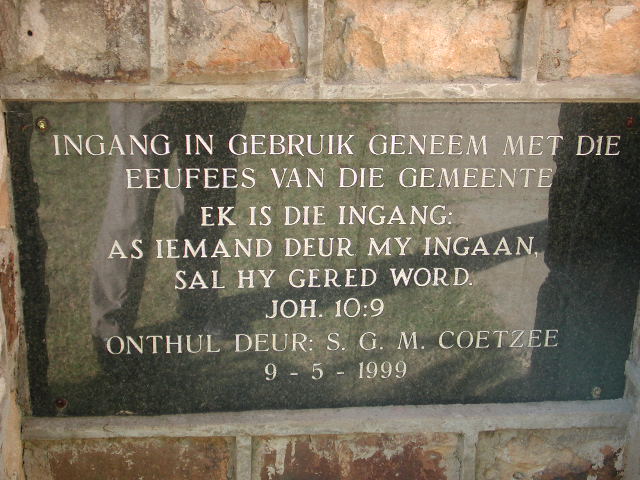 INGANG IN GEBRUIK GENEEM MET DIE
EEUFEES VAN DIE GEMEENTE
EK IS DIE INGANG:
AS IEMAND DEUR MY INGAAN,
SAL HY GERED WORD.
JOH. 10:9
ONTHUL DEUR: S. G. M. COETZEE
9 - 5 - 1999